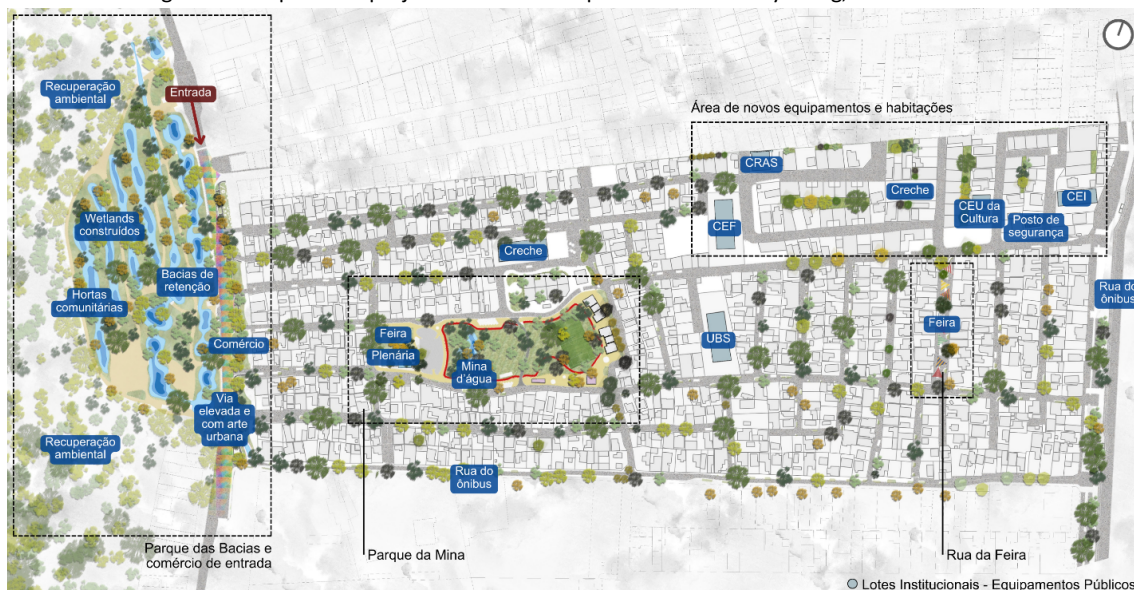 Recuperação
ambiental
Entrada
Wetlands
construídos
Bacias de
retenção
Hortas
comunitárias
Comércio
Via
elevada e
com arte
urbana
Recuperação
ambiental
Parque das Bacias e
comércio de entrada
Creche
Feira
Plenária
Mina
d'água
Rua do
ônibus
Parque da Mina
Área de novos equipamentos e habitações
CRAS
CEF
Creche
CEU da
Cultura
Posto de
segurança
CEI
UBS
Feira
Rua do
ônibus
Rua da Feira
Lotes Institucionais - Equipamentos Públicos